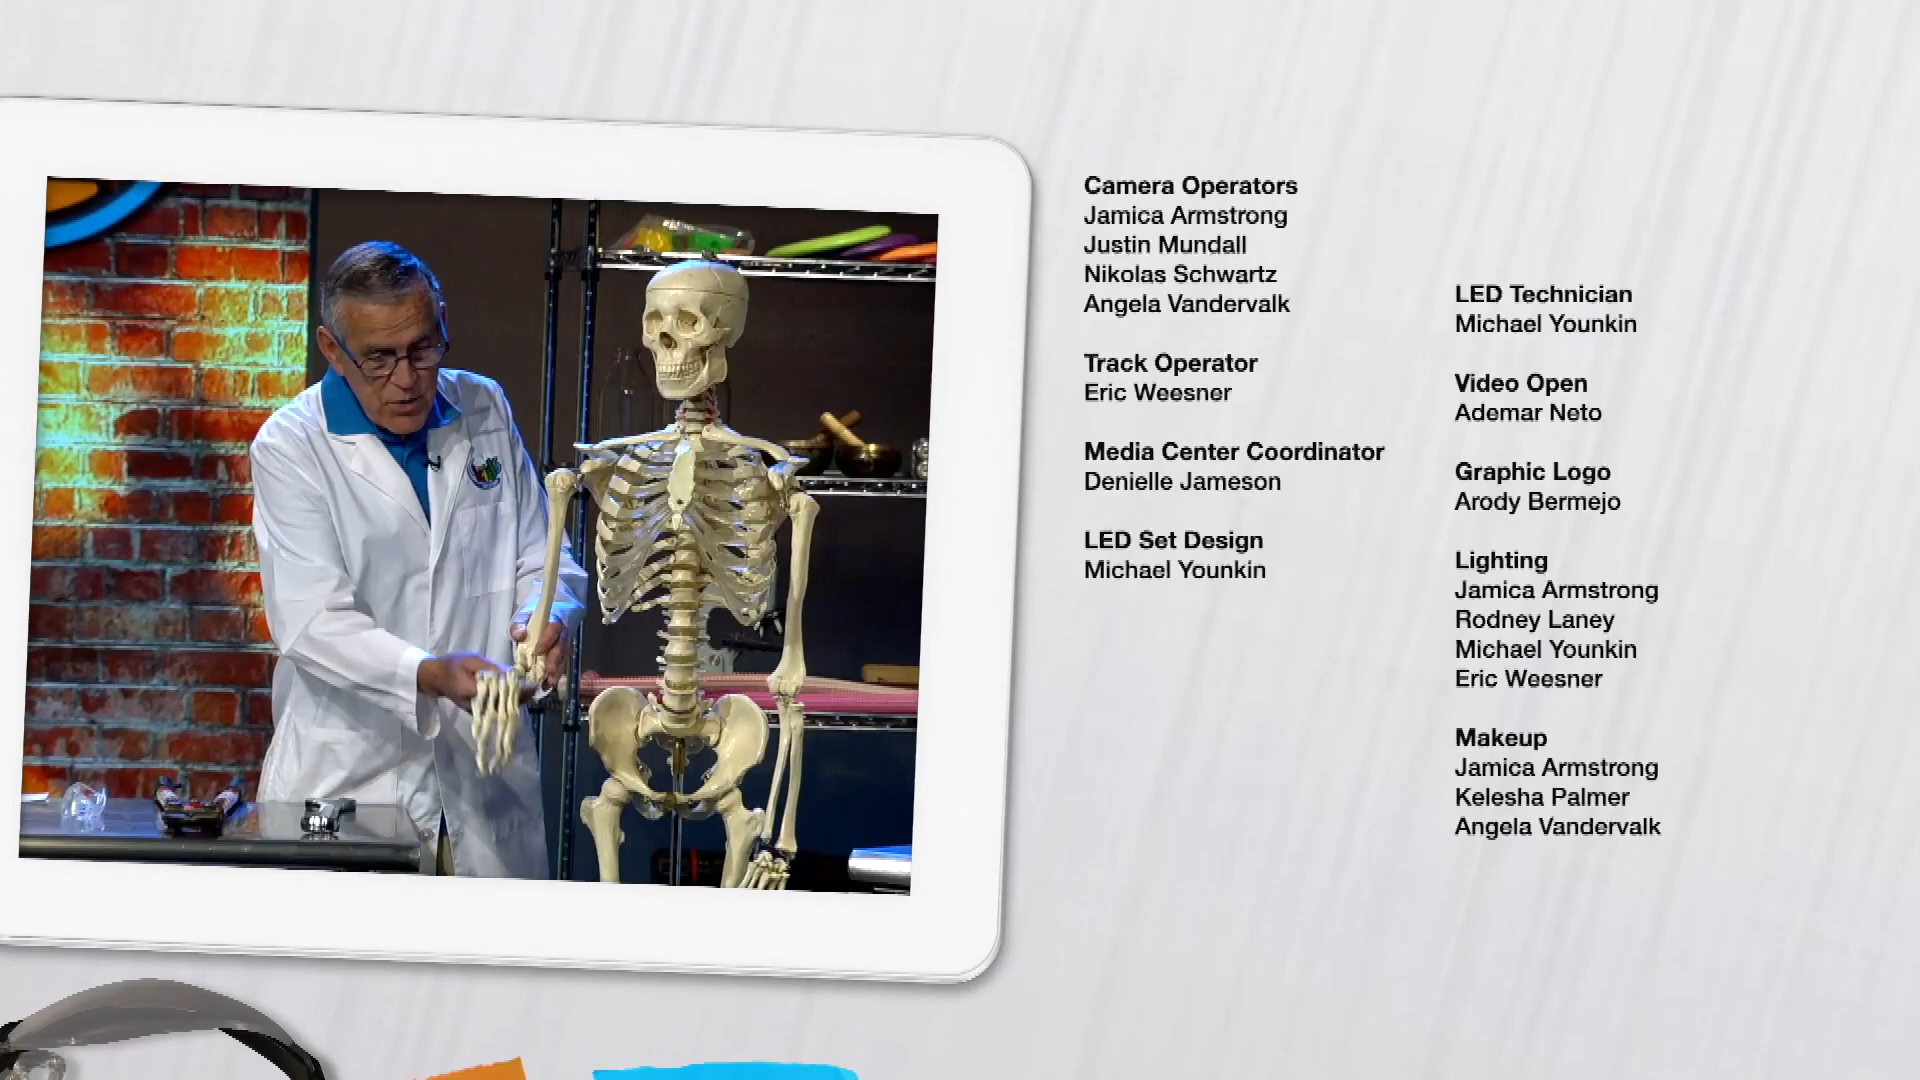 Camera Operators
Jamica Armstrong
Justin Mundall
Nikolas Schwartz
Angela Vandervalk
Track Operator
Eric Weesner
Media Center Coordinator
Denielle Jameson
LED Set Design
Michael Younkin
LED Technician
Michael Younkin
Video Open
Ademar Neto
Graphic Logo
Arody Bermejo
Lighting
Jamica Armstrong
Rodney Laney
Michael Younkin
Eric Weesner
Makeup
Jamica Armstrong
Kelesha Palmer
Angela Vandervalk